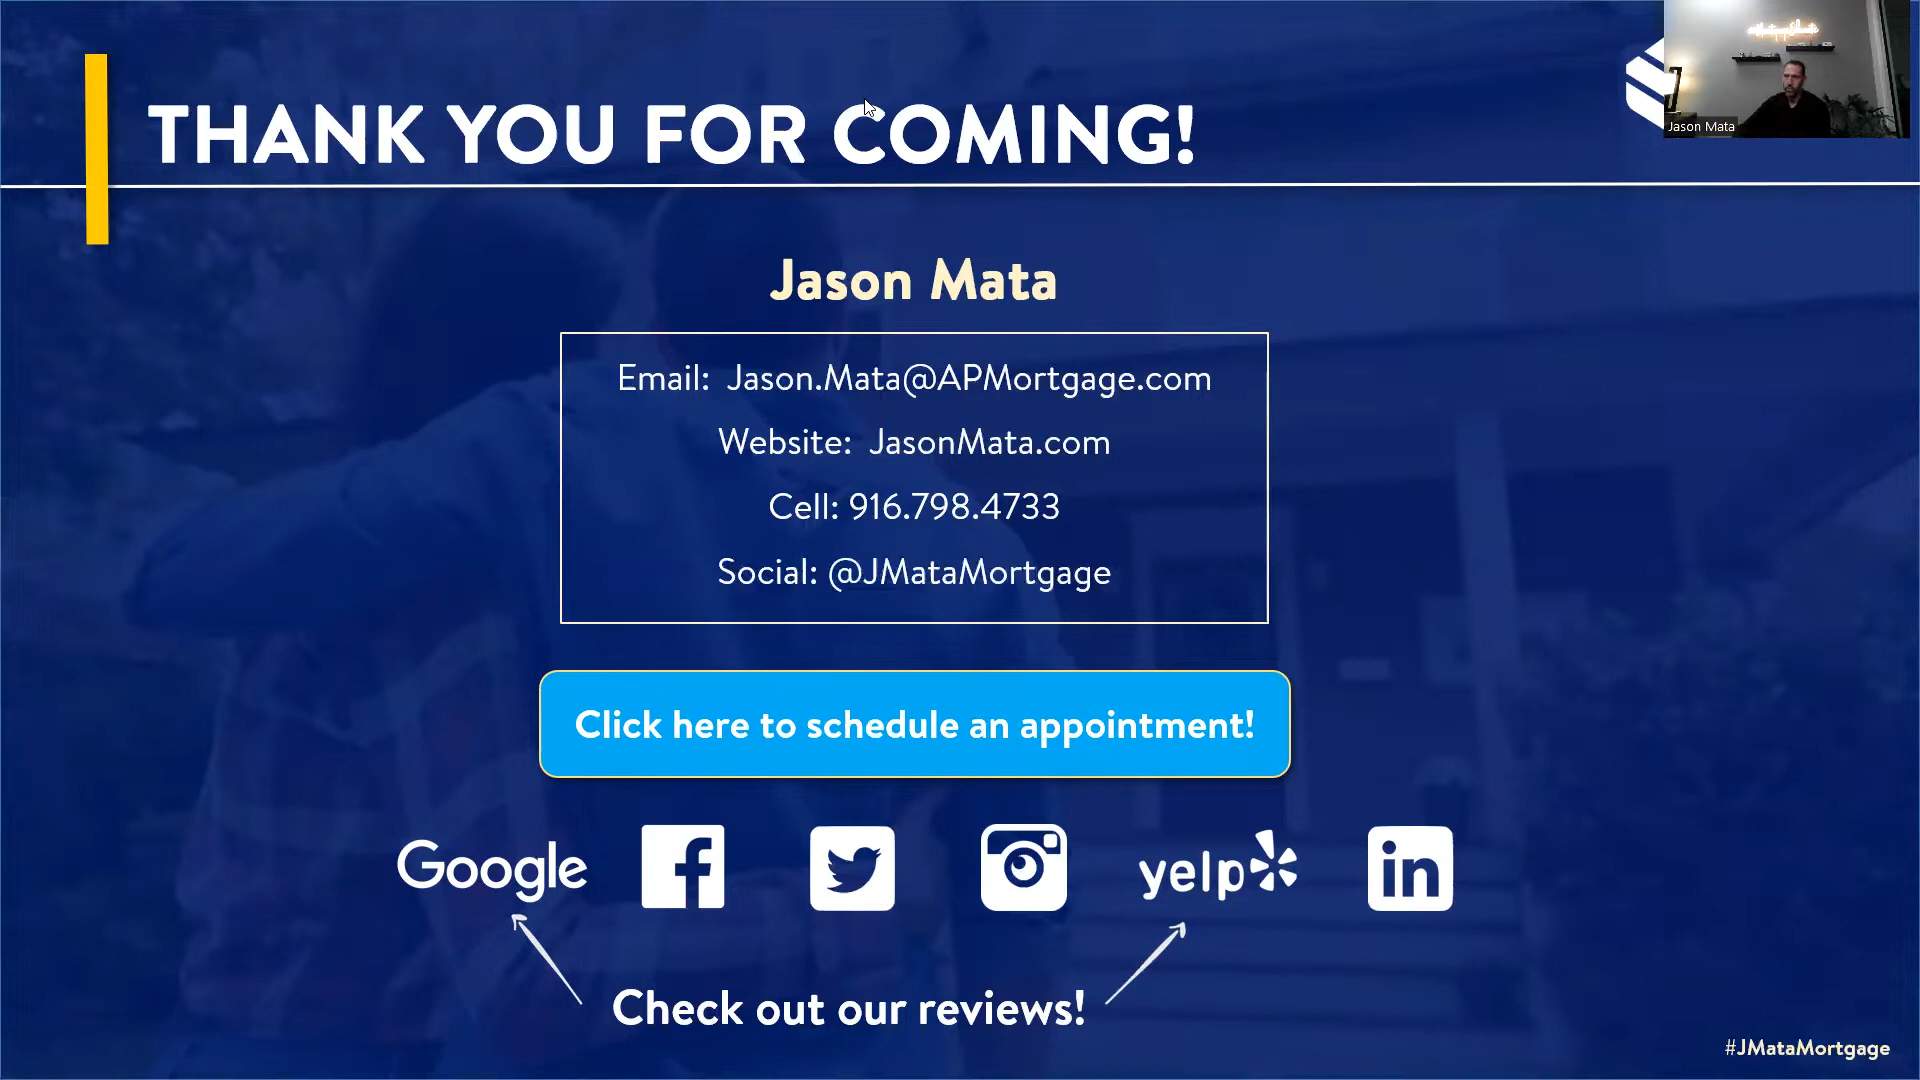 THANK YOU FOR COMING!
Jason Mata
Jason Mata
Email:  Jason.Mata@APMortgage.com
Website:  JasonMata.com
Cell: 916.798.4733
Social: @JMataMortgage
Click here to schedule an appointment!
Google
yelp
in
Check out our reviews!
#JMataMortgage